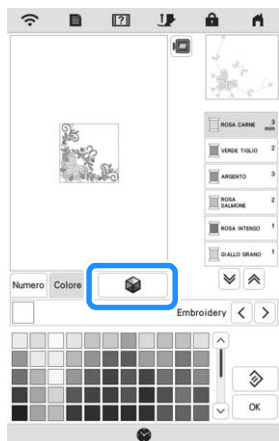 ROSA CARNE 3
min
VERDE TIGLIO 2
ARGENTO 3
ROSA
SALMONE 2
ROSA INTENSO 1
GIALLO GRANO 1
Numero Colore
Embroidery
OK